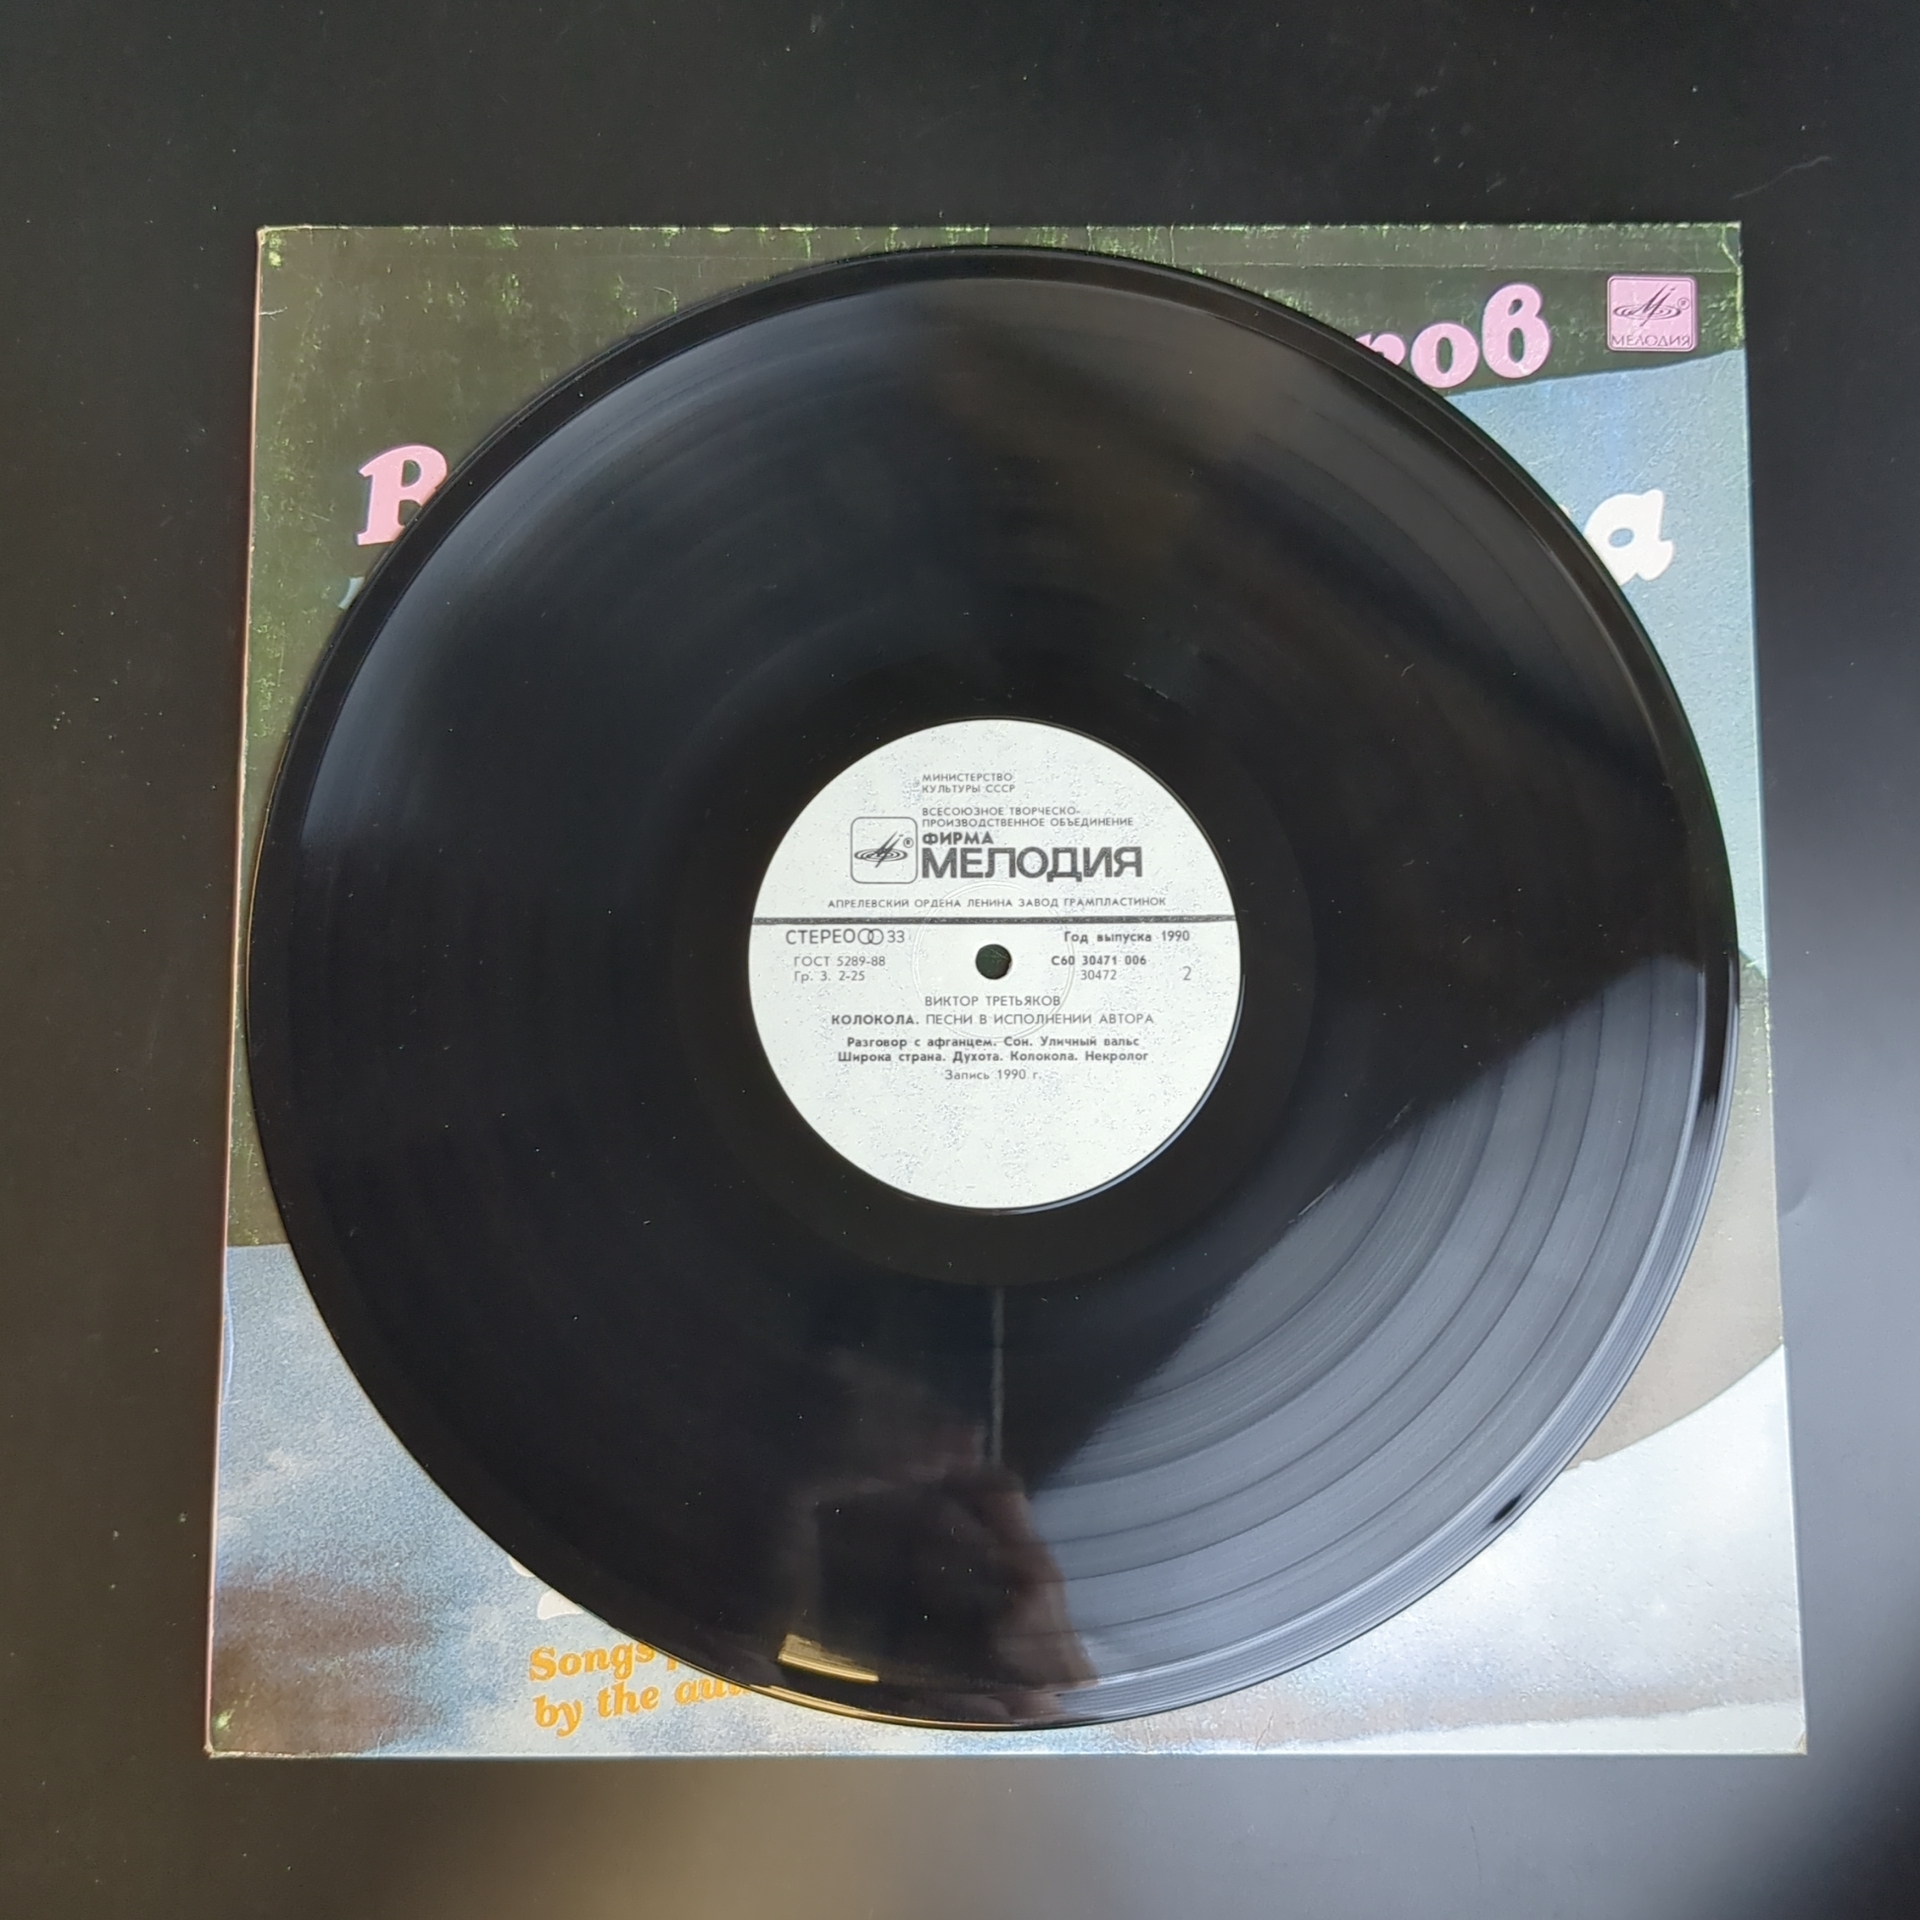 ров
МЕЛОДИЯ
В
а
МИНИСТЕРСТВО
КУЛЬТУРЫ СССР
ВСЕСОЮЗНОЕ ТВОРЧЕСКО-
ПРОИЗВОДСТВЕННОЕ ОБЪЕДИНЕНИЕ
ФИРМА
МЕЛОДИЯ
АПРЕЛЕВСКИЙ ОРДЕНА ЛЕНИНА ЗАВОД ГРАМПЛАСТИНОК
СТЕРЕО 33 Год выпуска 1990
ГОСТ 5289-88 С60 30471 006
Гр. 3. 2-25 30472 2
ВИКТОР ТРЕТЬЯКОВ
КОЛОКОЛА. ПЕСНИ В ИСПОЛНЕНИИ АВТОРА
Разговор с афганцем. Сон. Уличный вальс
Широка страна. Духота. Колокола. Некролог
Запись 1990 г.
Songs
by the au